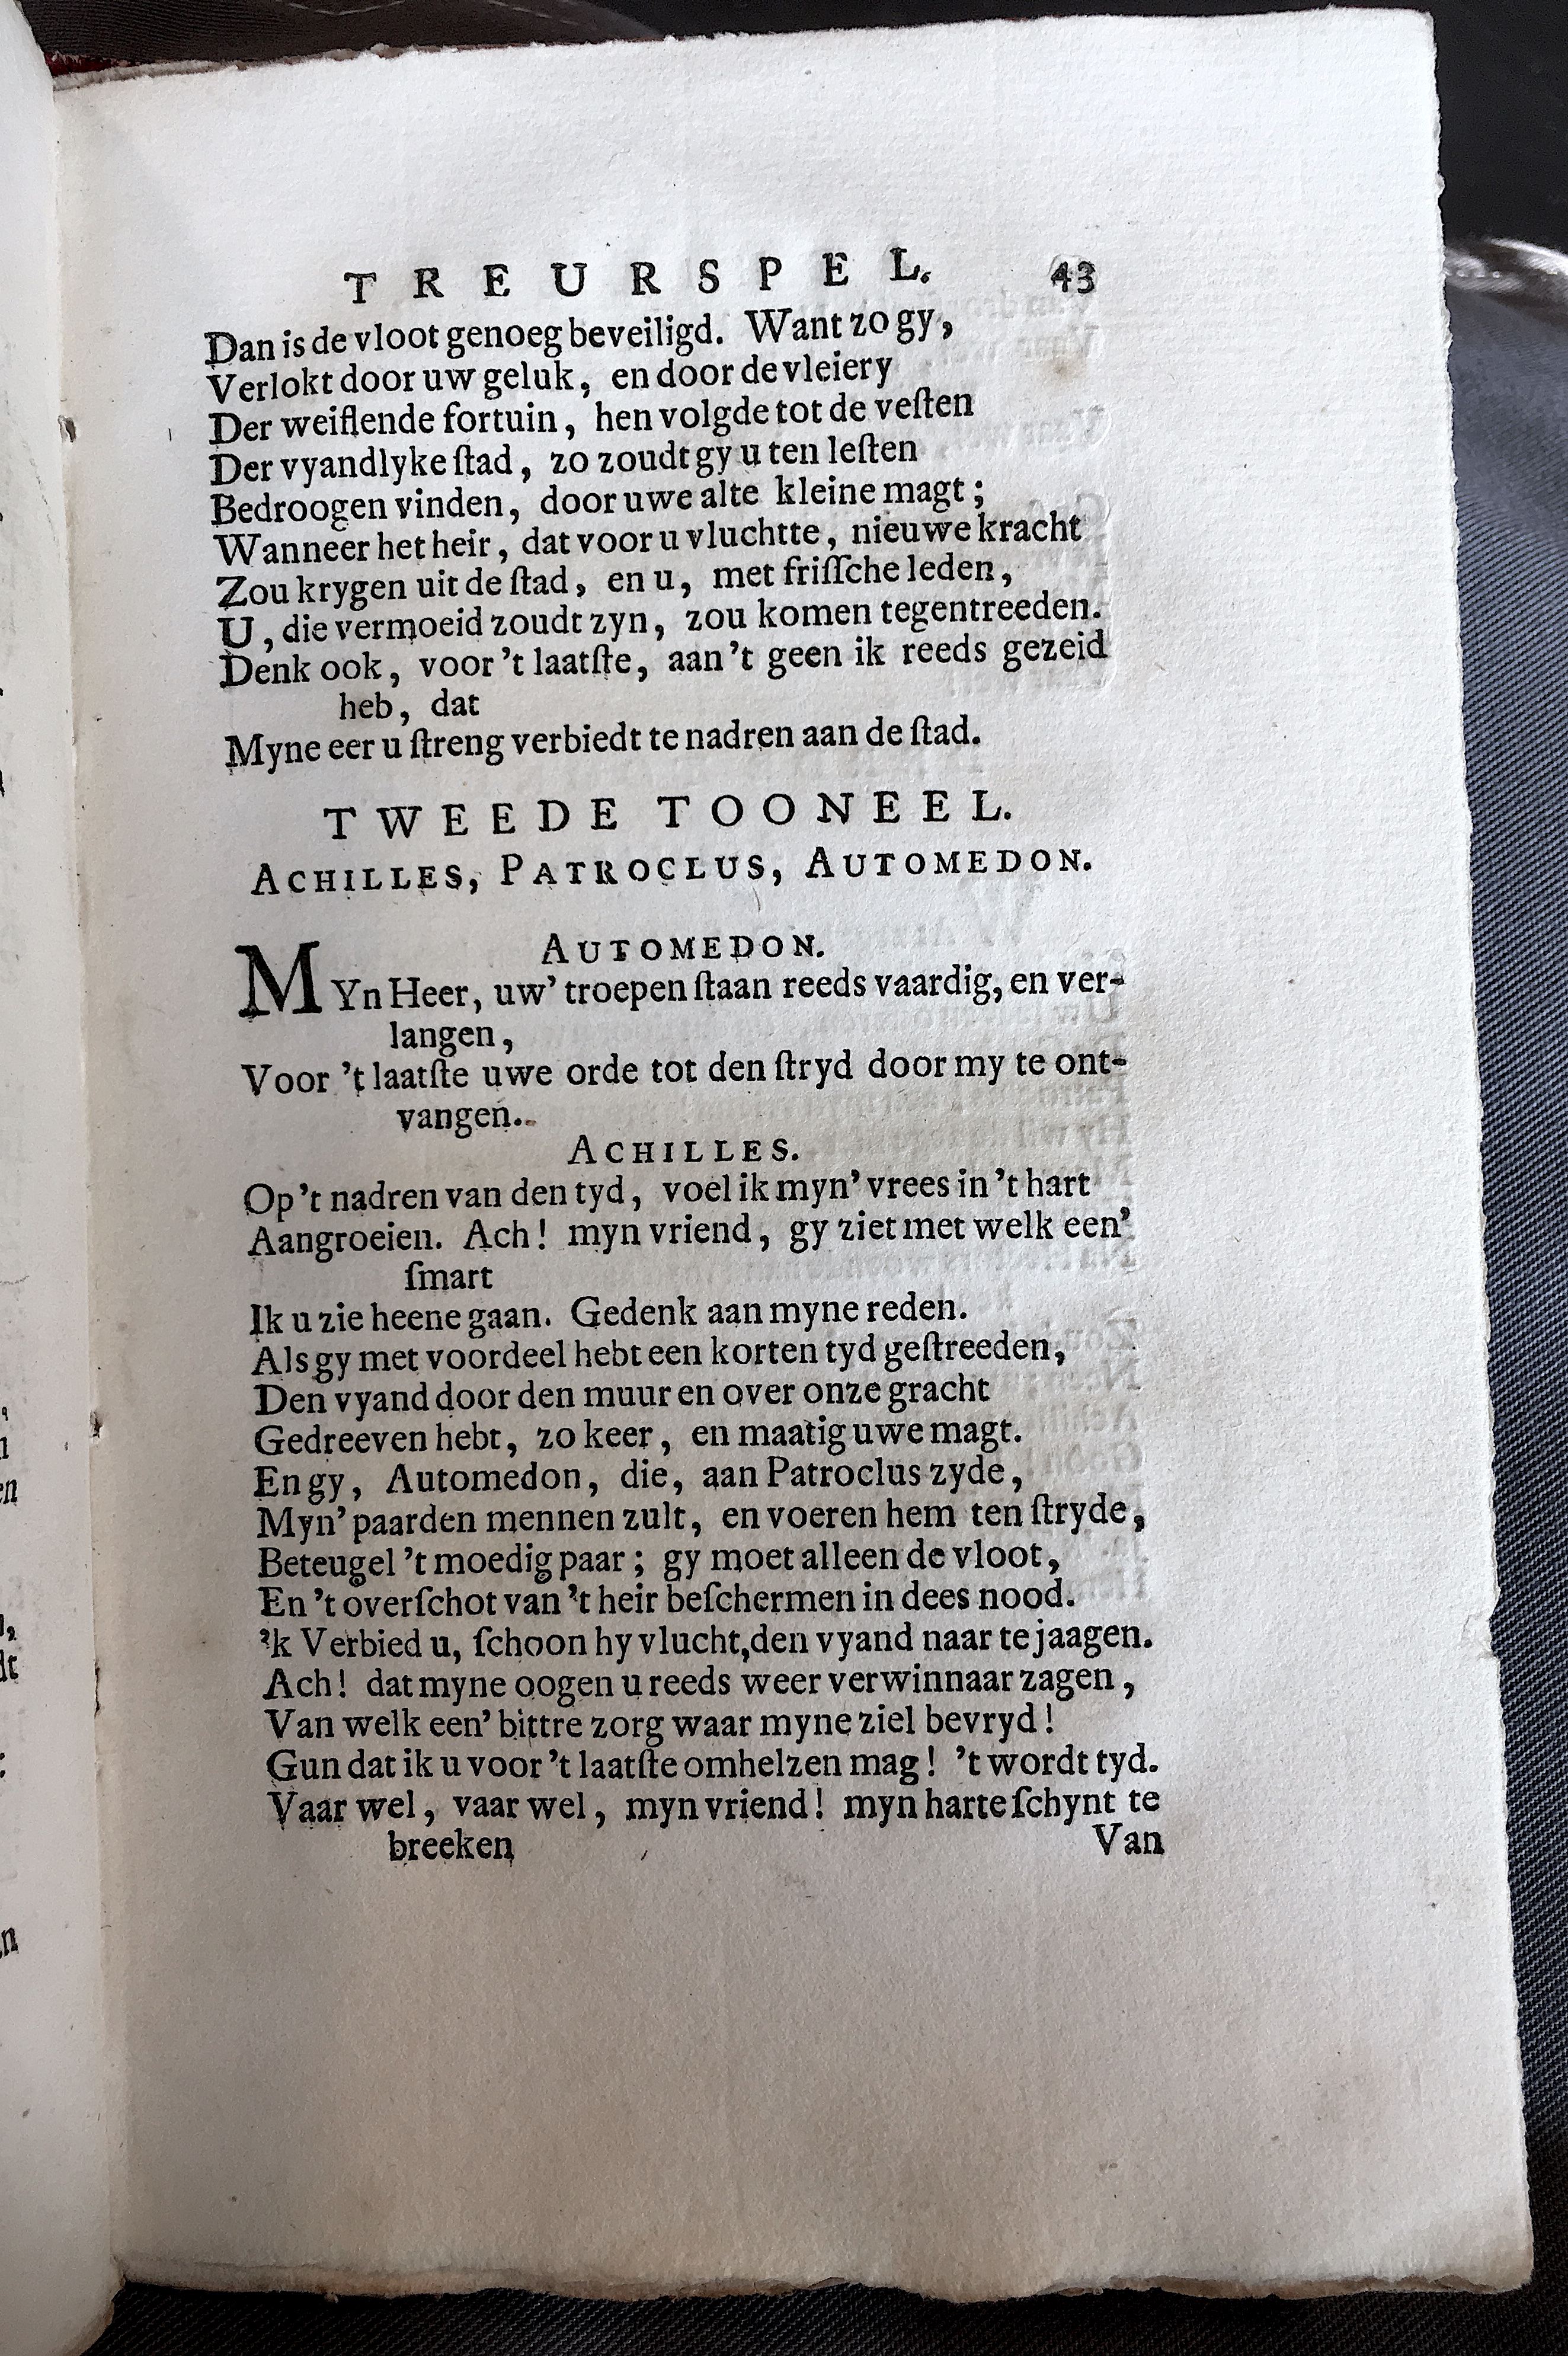 TREURSPEL. 43
Dan is de vloot genoeg beveiligd. Want zo gy,
Verlokt door uw geluk, en door de vleiery
Der weiflende fortuin, hen volgde tot de veſten
Der vyandlyke ſtad, zo zoudt gy u ten leſten
Bedroogen vinden, door uwe alte kleine magt;
Wanneer het heir, dat voor u vluchtte, nieuwe kracht
Zou krygen uit de ſtad, en u, met friſſche leden,
U, die vermoeid zoudt zyn, zou komen tegentreeden.
Denk ook, voor 't laatſte, aan 't geen ik reeds gezeid
heb, dat
Myne eer u ſtreng verbiedt te nadren aan de ſtad.
TWEEDE TOONEEL.
ACHILLES, PATROCLUS, AUTOMEDON.
AUTOMEDON.
MYn Heer, uw' troepen ſtaan reeds vaardig, en ver-
langen,
Voor 't laatſte uwe orde tot den ſtryd door my te ont-
vangen.
ACHILLES.
Op 't nadren van den tyd, voel ik myn' vrees in 't hart
Aangroeien. Ach! myn vriend, gy ziet met welk een'
ſmart
Ik u zie heene gaan. Gedenk aan myne reden.
Als gy met voordeel hebt een korten tyd geſtreeden,
Den vyand door den muur en over onze gracht
Gedreeven hebt, zo keer, en maatig uwe magt.
En gy, Automedon, die, aan Patroclus zyde,
Myn' paarden mennen zult, en voeren hem ten ſtryde,
Beteugel 't moedig paar; gy moet alleen de vloot,
En 't overſchot van 't heir beſchermen in dees nood.
'k Verbied u, ſchoon hy vlucht, den vyand naar te jaagen.
Ach! dat myne oogen u reeds weer verwinnaar zagen,
Van welk een' bittre zorg waar myne ziel bevryd!
Gun dat ik u voor 't laatſte omhelzen mag! 't wordt tyd.
Vaar wel, vaar wel, myn vriend! myn harte ſchynt te
breeken
Van